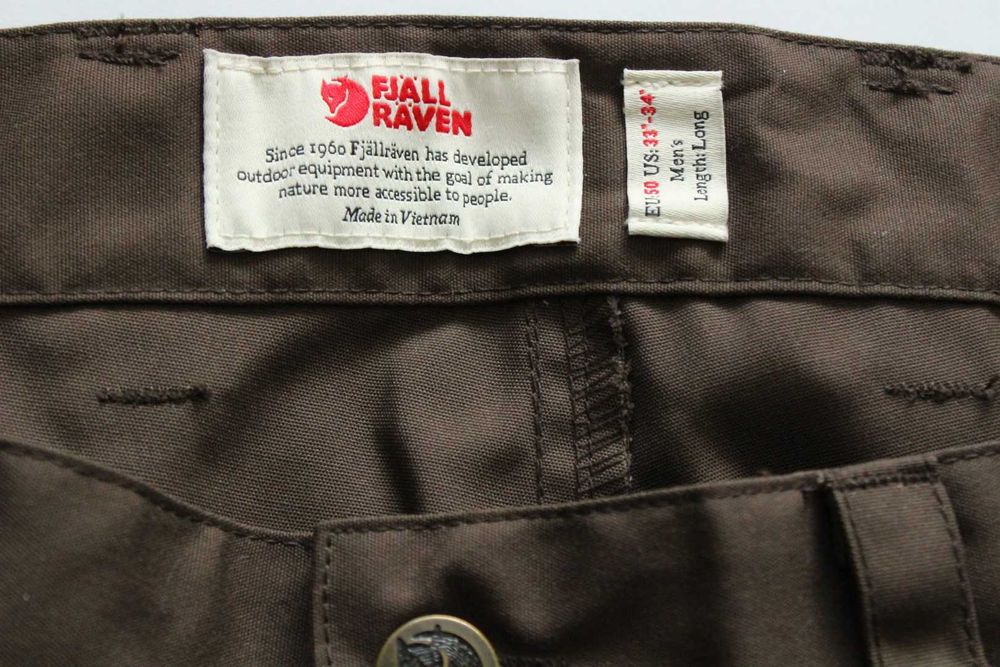 FJÄLL
RÄVEN
Since 1960 Fjällräven has developed
outdoor equipment with the goal of making
nature more accessible to people.
Made in Vietnam
EU:50 US:33"-34"
Men's
Length: Long